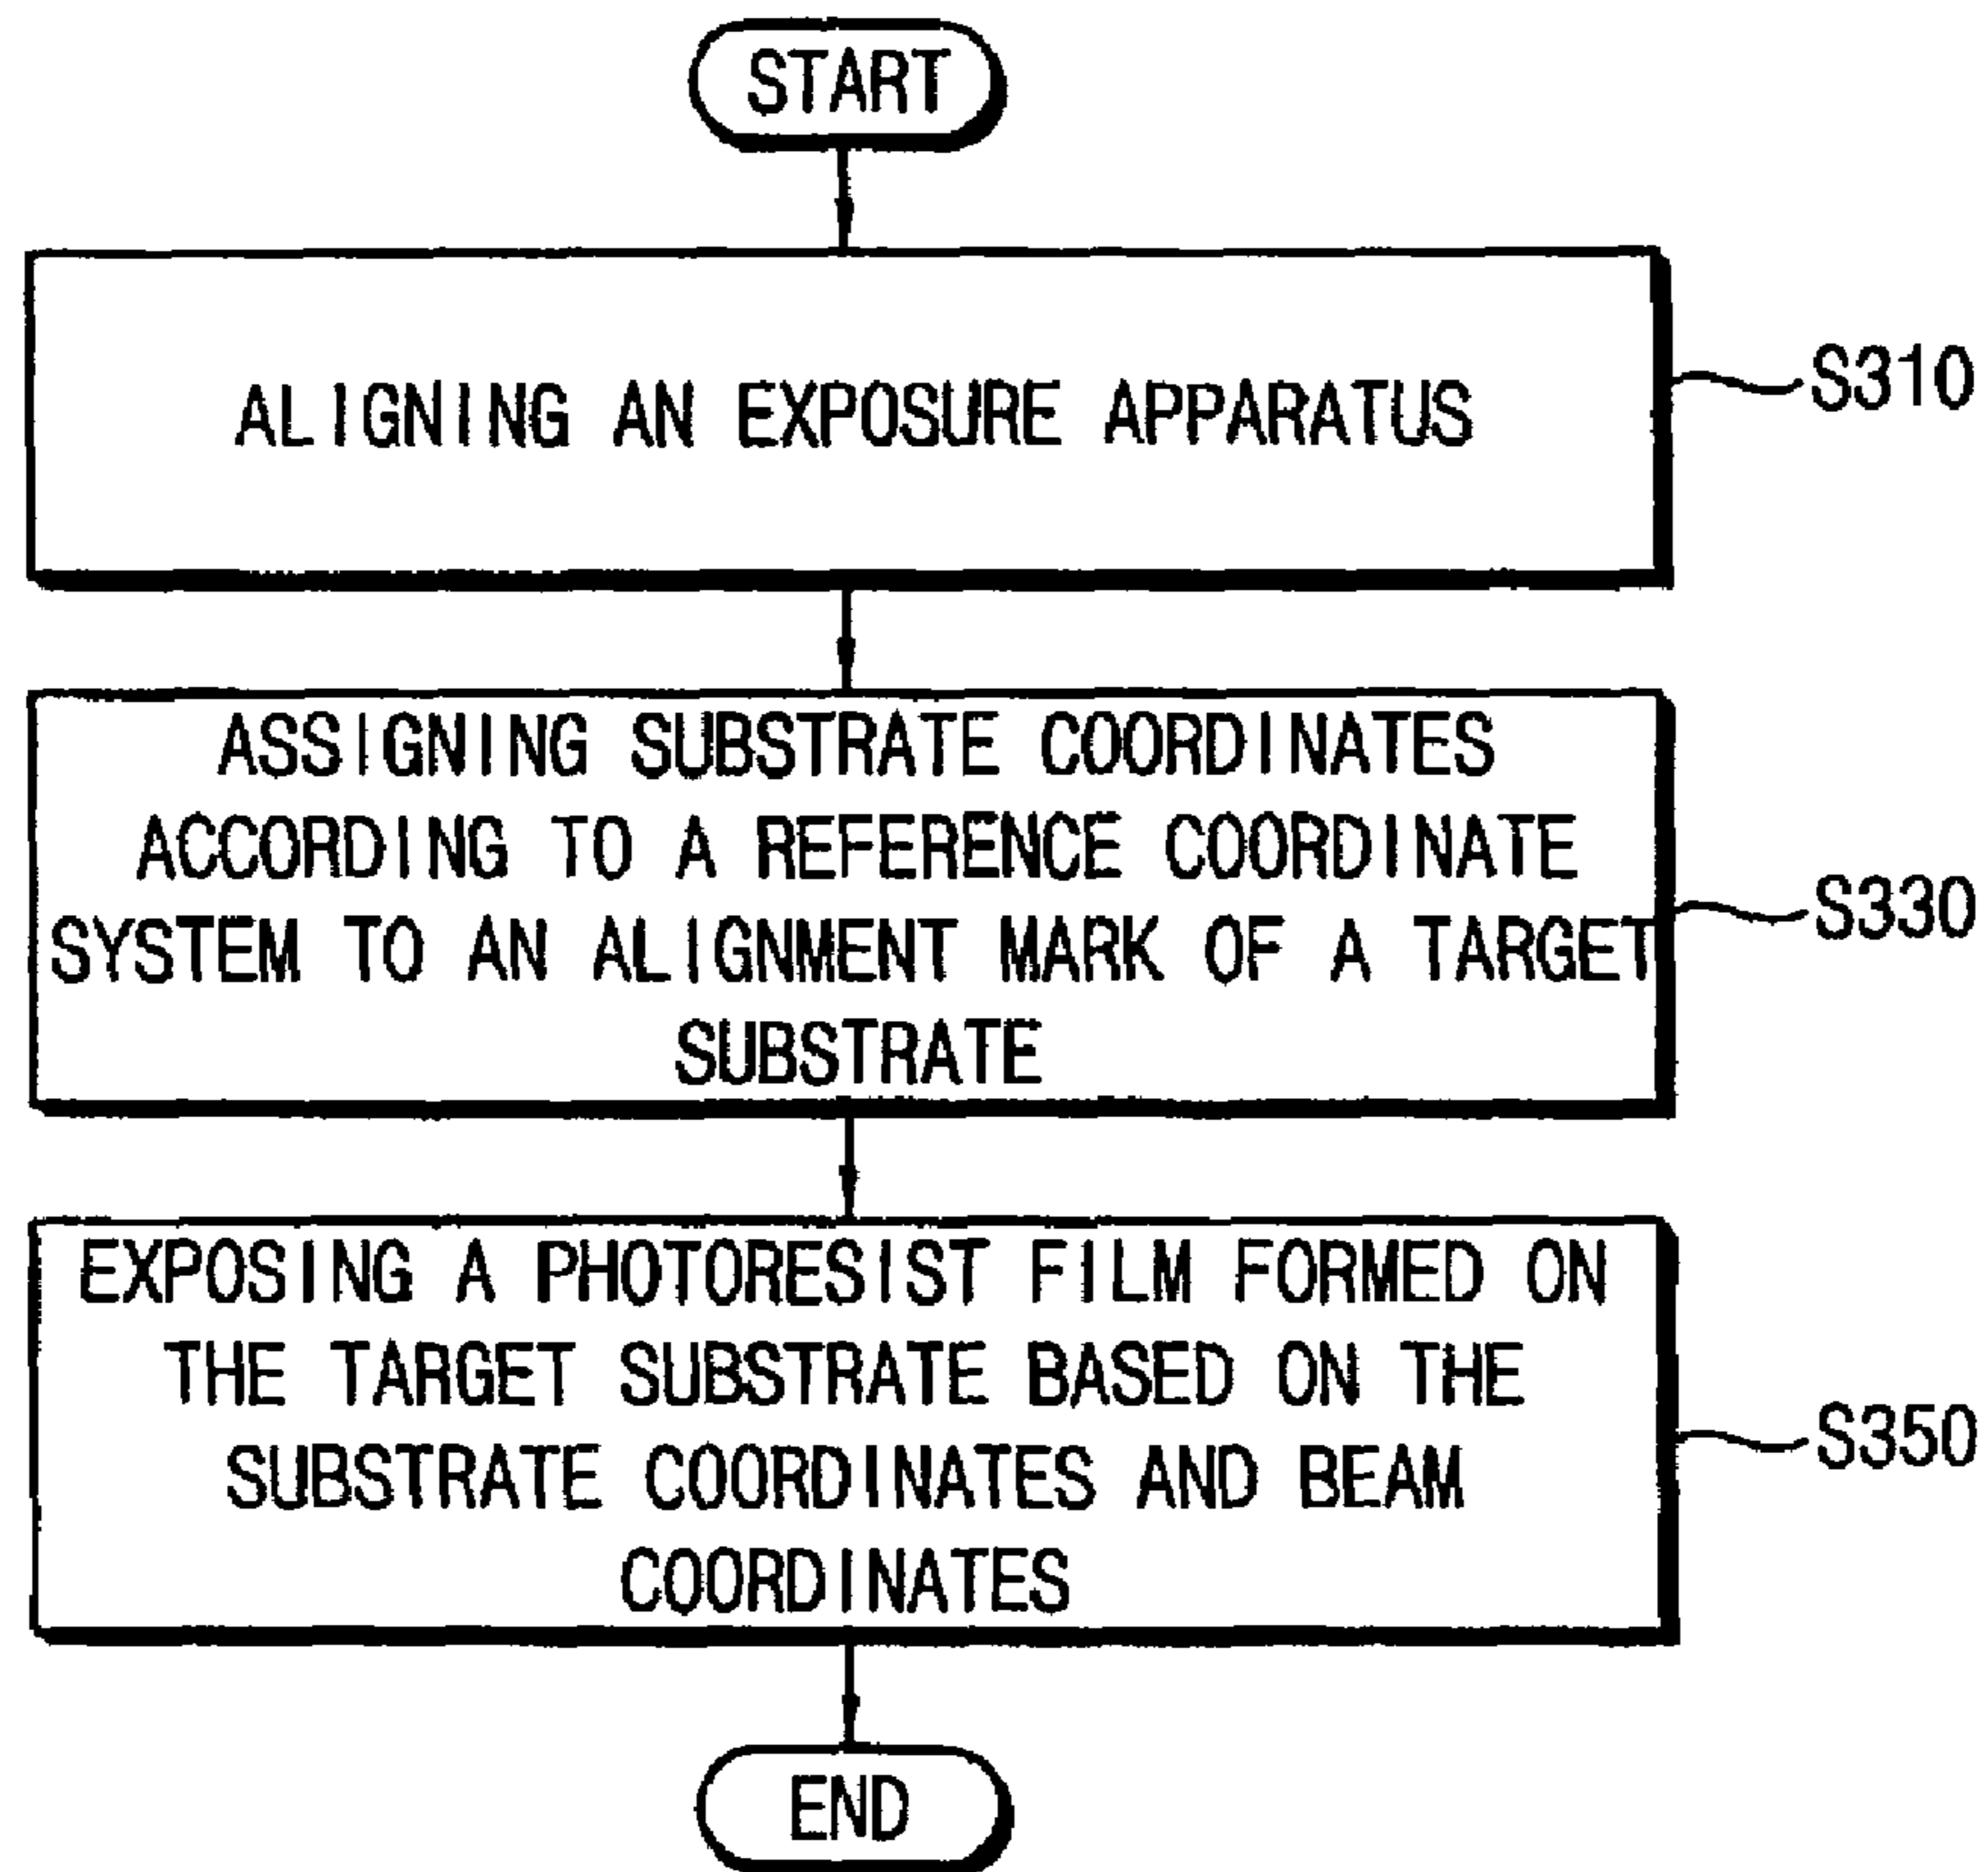 START
ALIGNING AN EXPOSURE APPARATUS
S310
ASSIGNING SUBSTRATE COORDINATES
ACCORDING TO A REFERENCE COORDINATE
SYSTEM TO AN ALIGNMENT MARK OF A TARGET
SUBSTRATE
S330
EXPOSING A PHOTORESIST FILM FORMED ON
THE TARGET SUBSTRATE BASED ON THE
SUBSTRATE COORDINATES AND BEAM
COORDINATES
S350
END